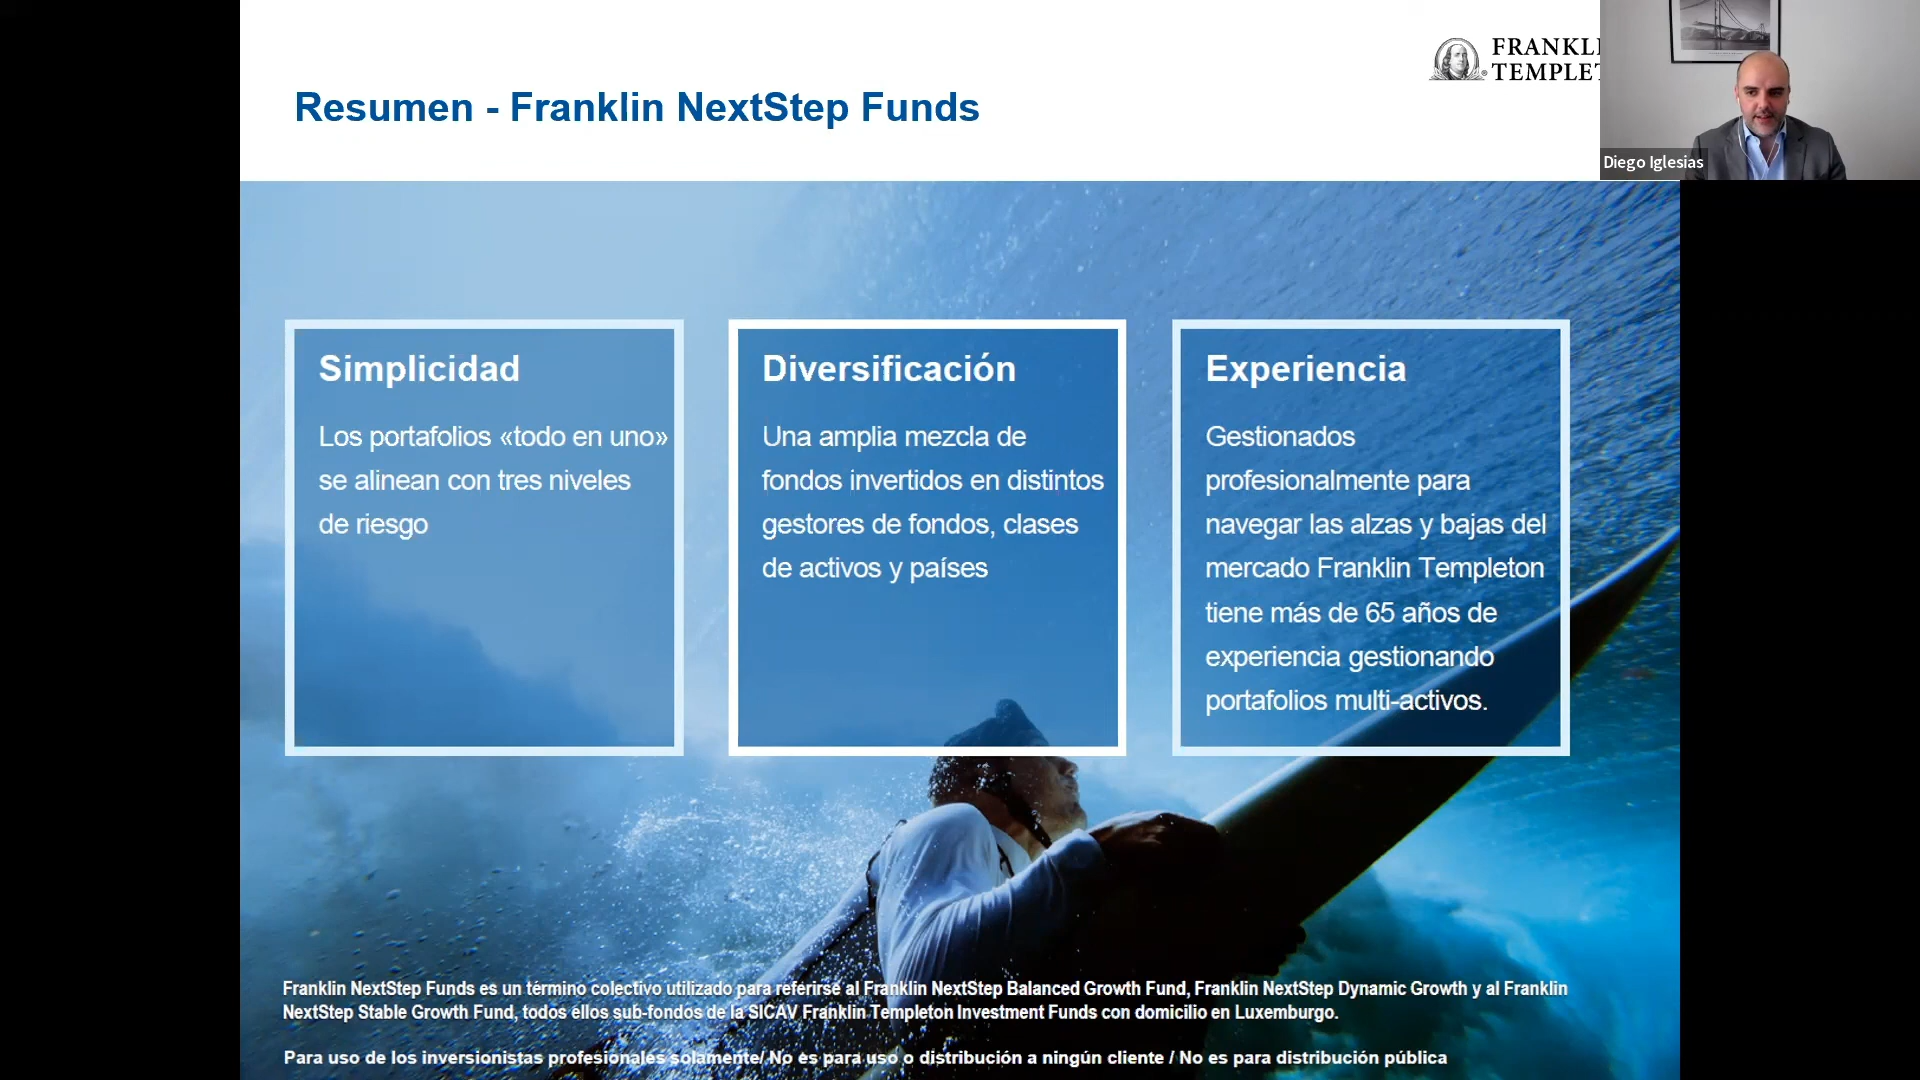 Resumen - Franklin NextStep Funds
FRANKLI
TEMPLET
Diego Iglesias
Simplicidad
Los portafolios «todo en uno»
se alinean con tres niveles
de riesgo
Diversificación
Una amplia mezcla de
fondos invertidos en distintos
gestores de fondos, clases
de activos y países
Experiencia
Gestionados
profesionalmente para
navegar las alzas y bajas del
mercado Franklin Templeton
tiene más de 65 años de
experiencia gestionando
portafolios multi-activos.
Franklin NextStep Funds es un término colectivo utilizado para referirse al Franklin NextStep Balanced Growth Fund, Franklin NextStep Dynamic Growth y al Franklin
NextStep Stable Growth Fund, todos ellos sub-fondos de la SICAV Franklin Templeton Investment Funds con domicilio en Luxemburgo.
Para uso de los inversionistas profesionales solamente/ No es para uso o distribución a ningún cliente / No es para distribución pública